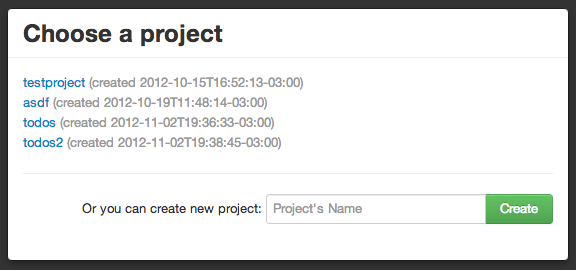 Choose a project
testproject (created 2012-10-15T16:52:13-03:00)
asdf (created 2012-10-19T11:48:14-03:00)
todos (created 2012-11-02T19:36:33-03:00)
todos2 (created 2012-11-02T19:38:45-03:00)
Or you can create new project: Project's Name Create